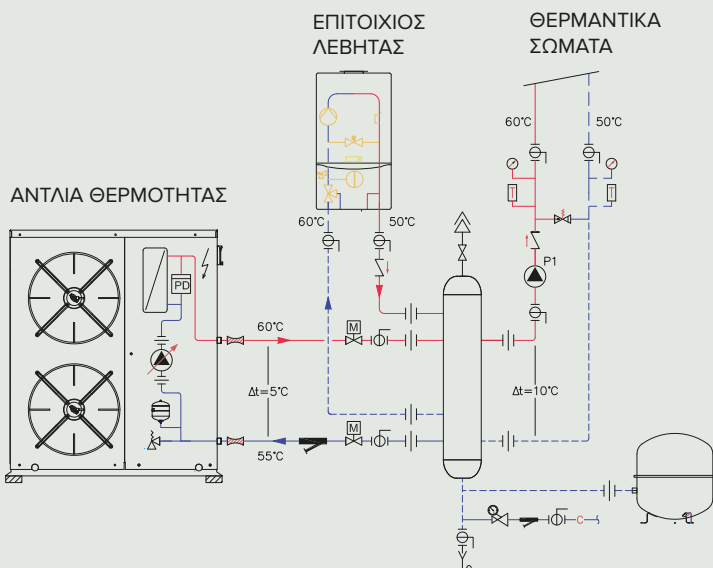 ΕΠΙΤΟΙΧΙΟΣ
ΛΕΒΗΤΑΣ
ΘΕΡΜΑΝΤΙΚΑ
ΣΩΜΑΤΑ
60°C
50°C
ΑΝΤΛΙΑ ΘΕΡΜΟΤΗΤΑΣ
60°C
50°C
P1
PD
60°C
M
Δt=5°C
Δt=10°C
M
55°C
C